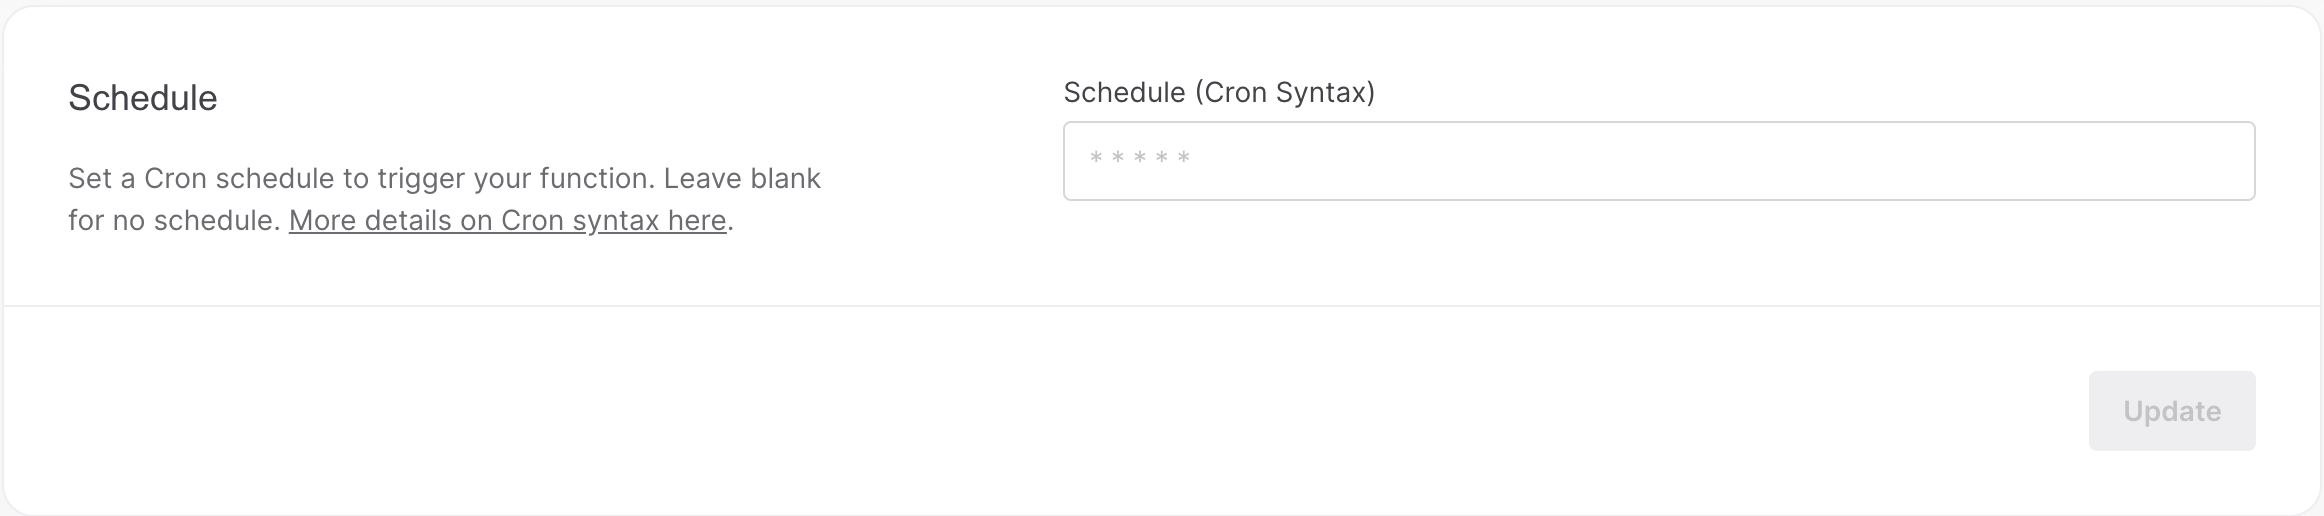 Schedule
Set a Cron schedule to trigger your function. Leave blank
for no schedule. More details on Cron syntax here.
Schedule (Cron Syntax)
* * * * *
Update